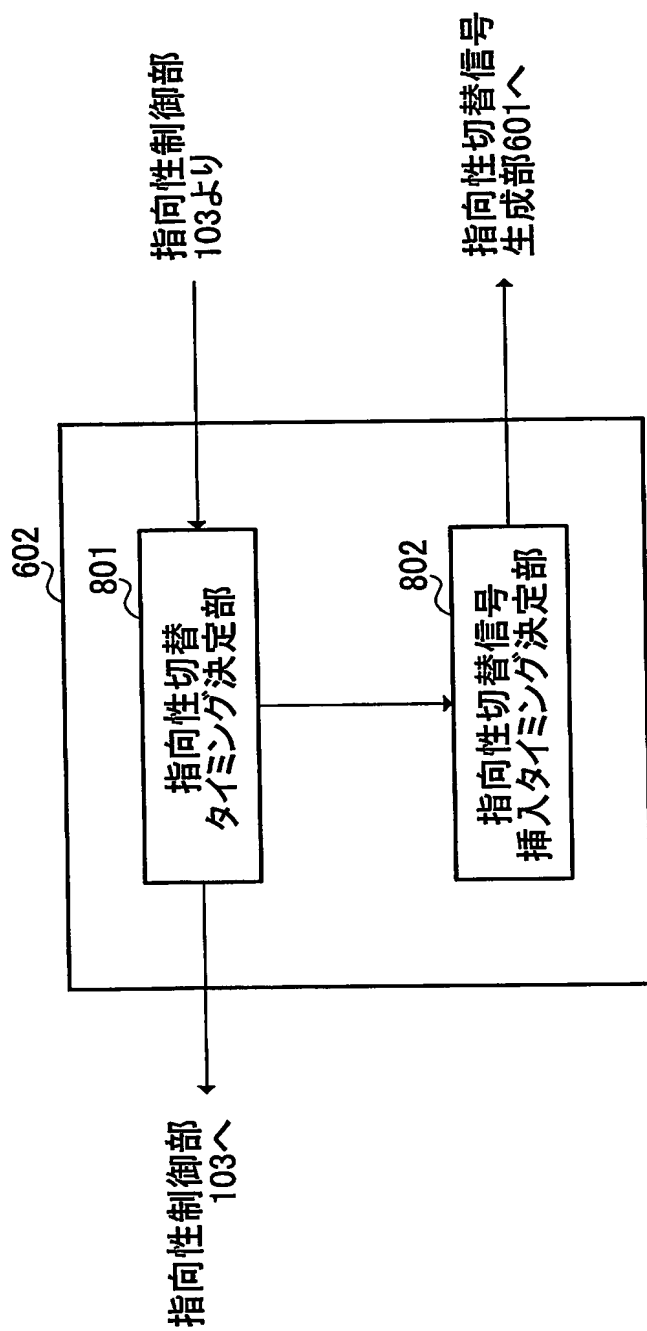 602
指向性制御部
103より
801
指向性切替
タイミング決定部
指向性制御部
103へ
802
指向性切替信号
挿入タイミング決定部
指向性切替信号
生成部601へ